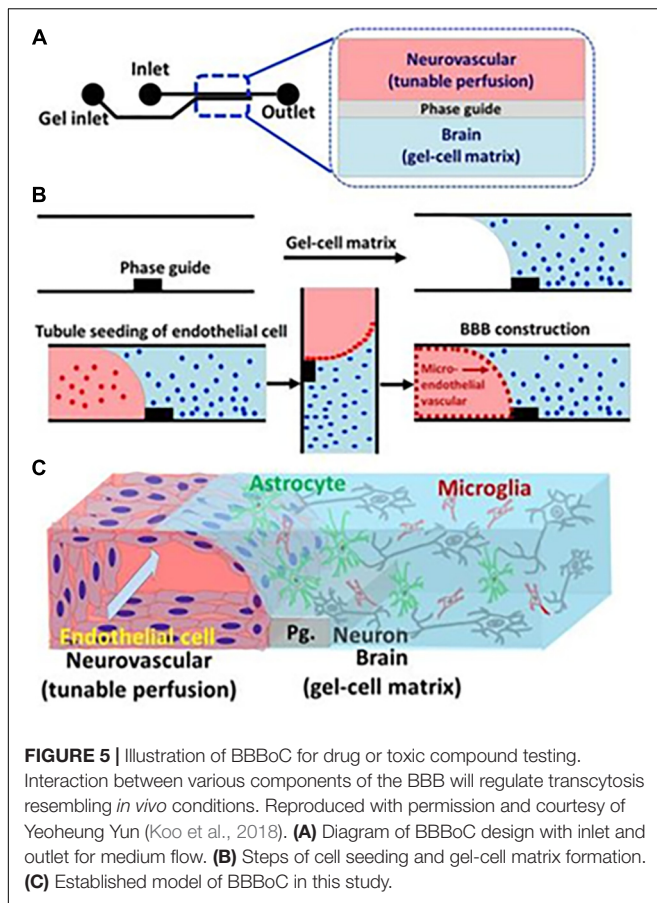 A
Inlet
Gel inlet
Outlet
Neurovascular
(tunable perfusion)
Phase guide
Brain
(gel-cell matrix)
B
Phase guide
Gel-cell matrix
Tubule seeding of endothelial cell
BBB construction
Micro-
endothelial
vascular
C
Astrocyte
Microglia
Endothelial cell
Pg.
Neuron
Neurovascular
(tunable perfusion)
Brain
(gel-cell matrix)
FIGURE 5 | Illustration of BBBoC for drug or toxic compound testing.
Interaction between various components of the BBB will regulate transcytosis
resembling in vivo conditions. Reproduced with permission and courtesy of
Yeoheung Yun (Koo et al., 2018). (A) Diagram of BBBoC design with inlet and
outlet for medium flow. (B) Steps of cell seeding and gel-cell matrix formation.
(C) Established model of BBBoC in this study.